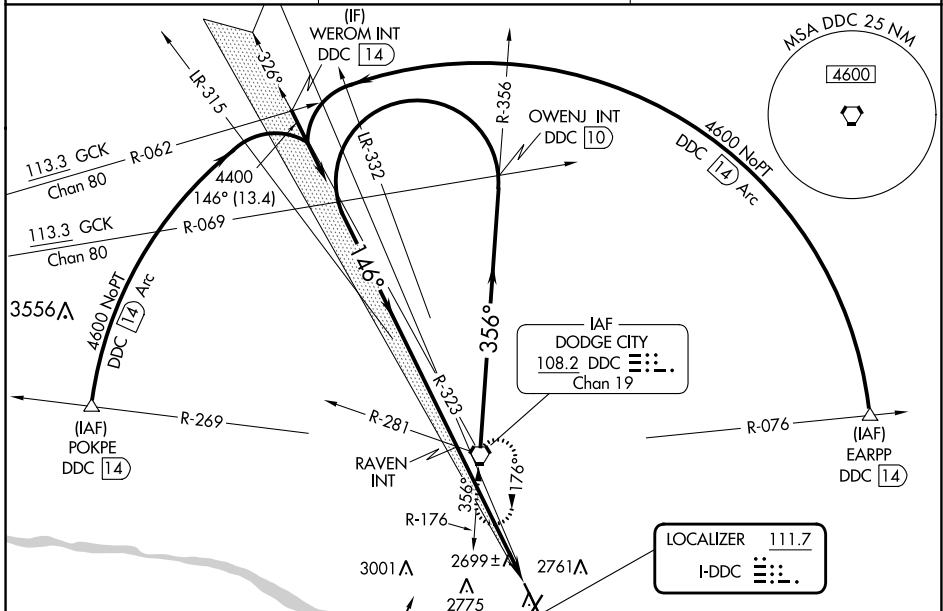 (IF)
WEROM INT
DDC 14
MSA DDC 25 NM
4600
326°
LR-315
R-356
OWENJ INT
DDC 10
LR-332
4600 NoPT
DDC 14 Arc
113.3 GCK
Chan 80
R-062
4400
146° (13.4)
113.3 GCK
Chan 80
R-069
146°
3556
4600 NoPT
DDC 14 Arc
356°
IAF
DODGE CITY
108.2 DDC
Chan 19
R-323
R-269
R-281
R-076
(IAF)
POKPE
DDC 14
(IAF)
EARPP
DDC 14
RAVEN
INT
356°
176°
R-176
LOCALIZER 111.7
I-DDC
3001
2699±
2761
2775